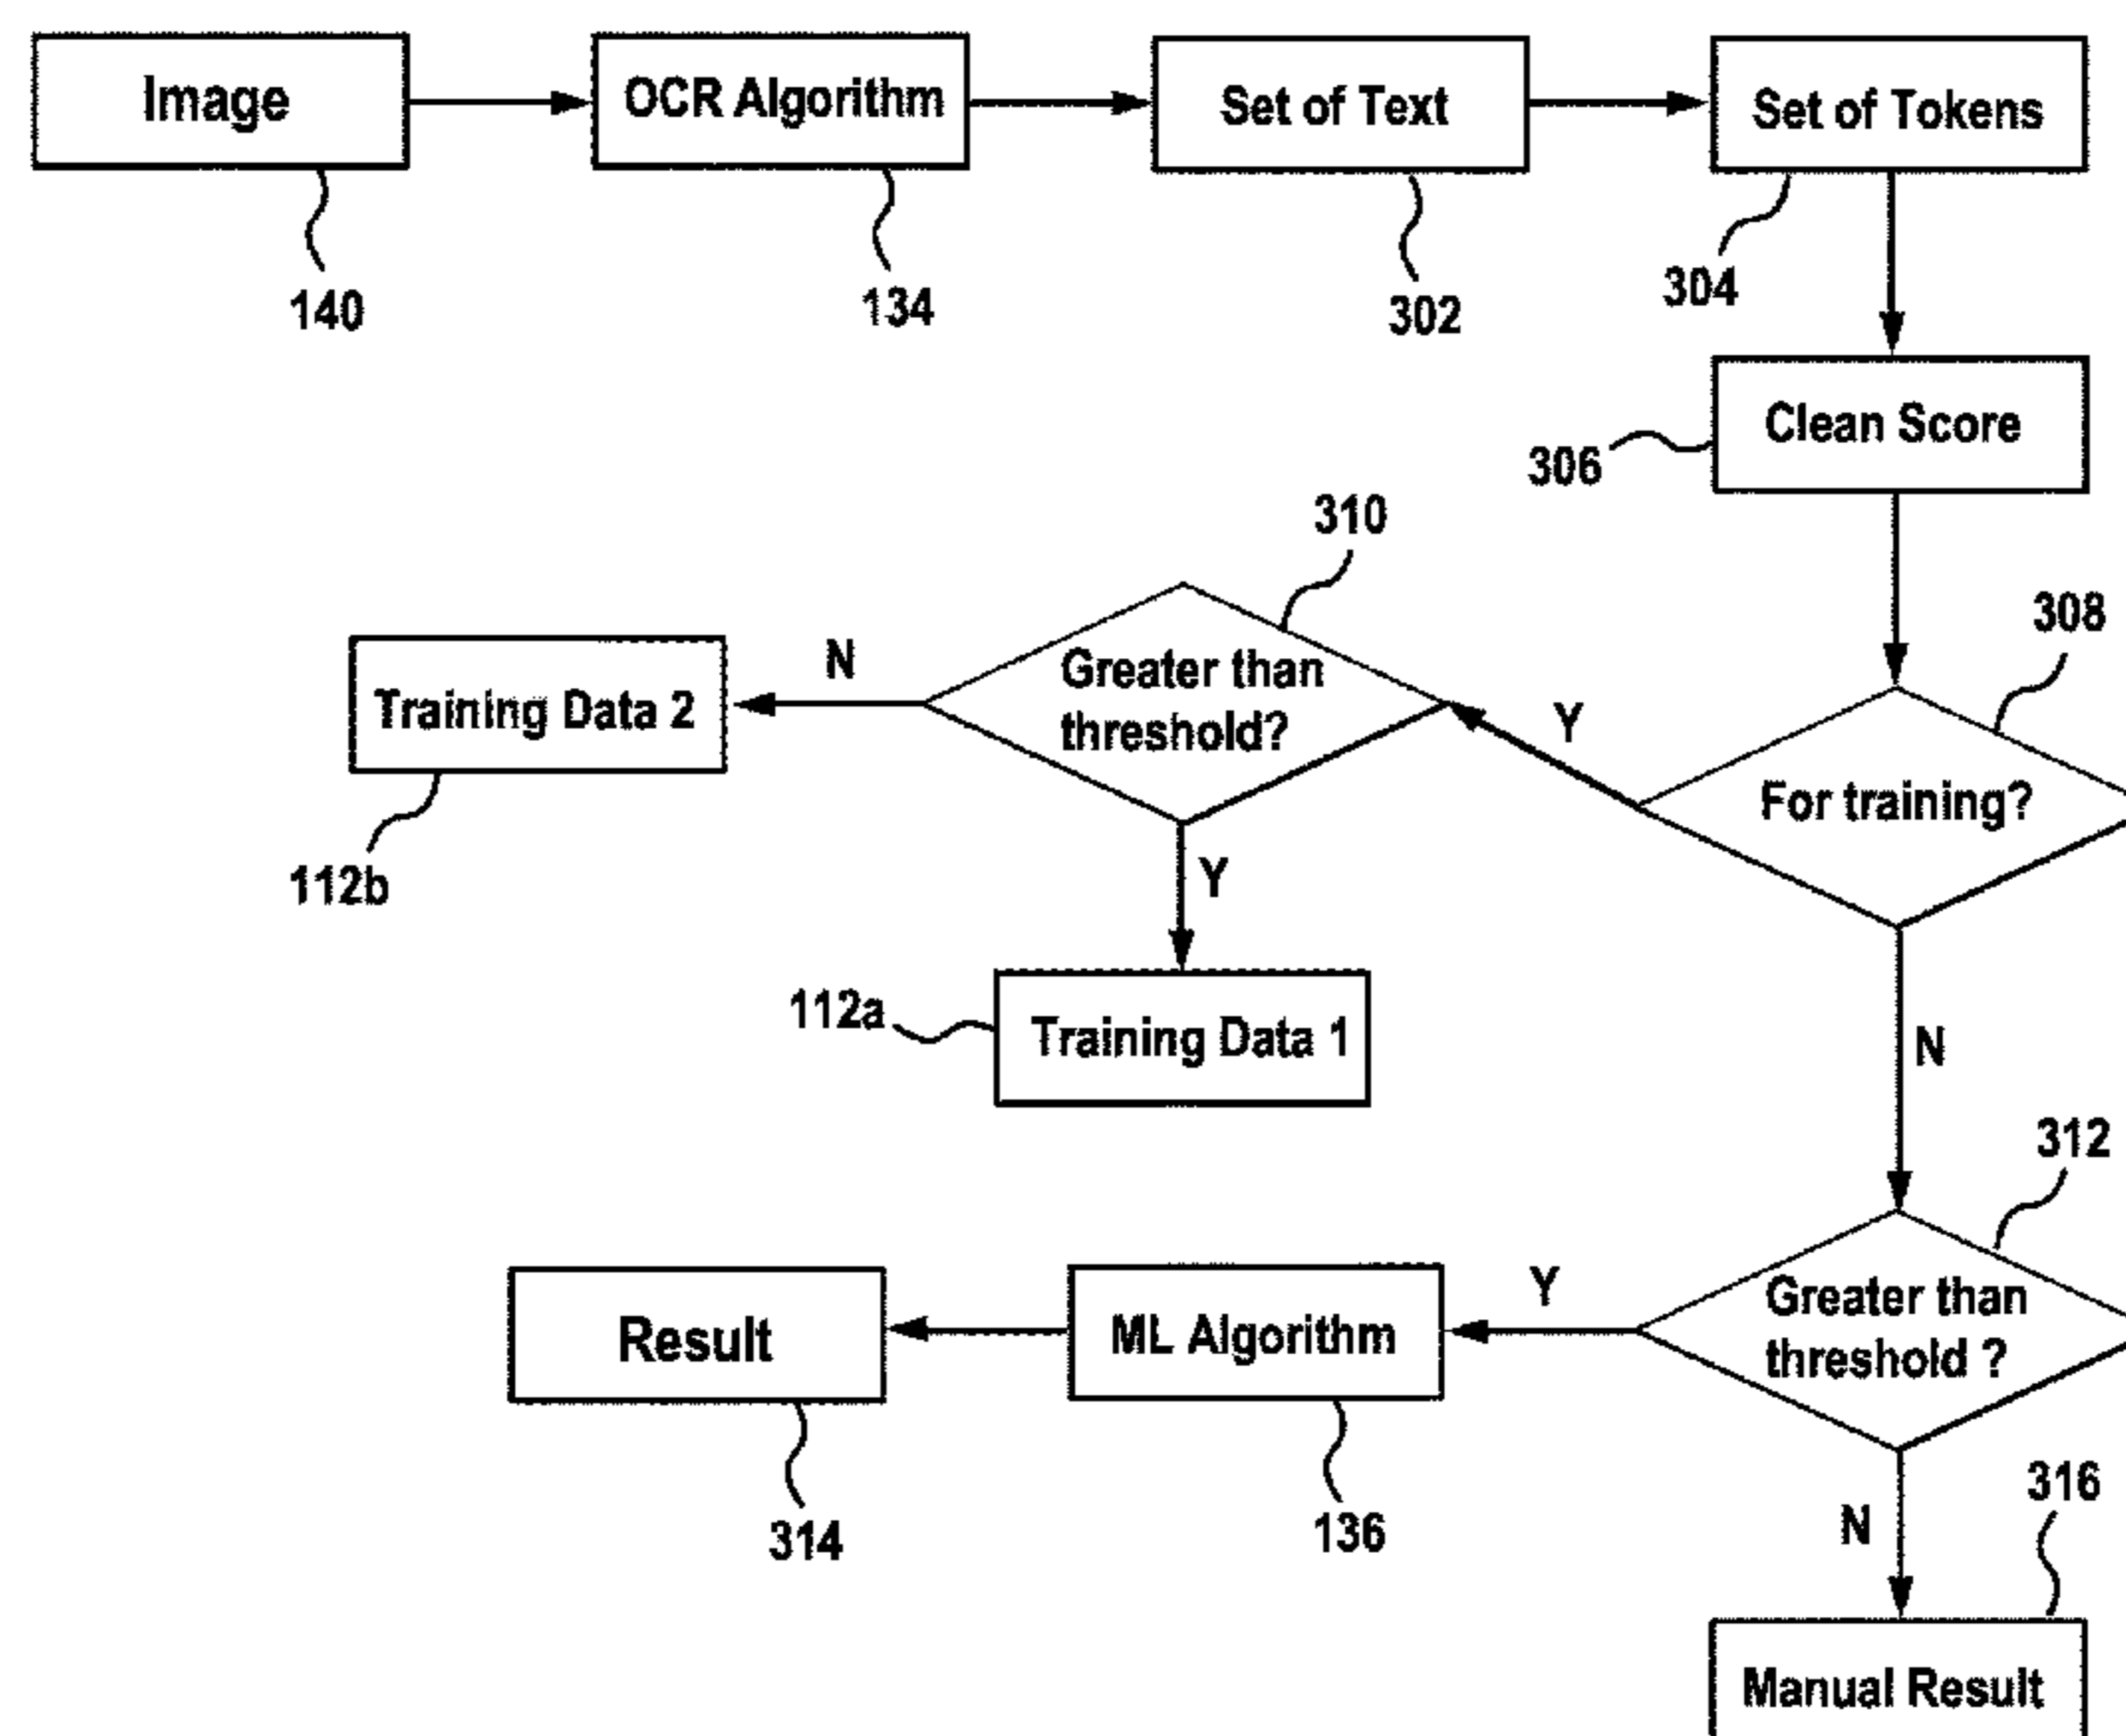 Image
OCR Algorithm
Set of Text
Set of Tokens
140
134
302
304
Clean Score
306
310
308
Greater than
threshold?
N
Training Data 2
Y
For training?
112b
Y
112a
Training Data 1
N
312
Greater than
threshold ?
Y
ML Algorithm
Result
314
136
316
N
Manual Result